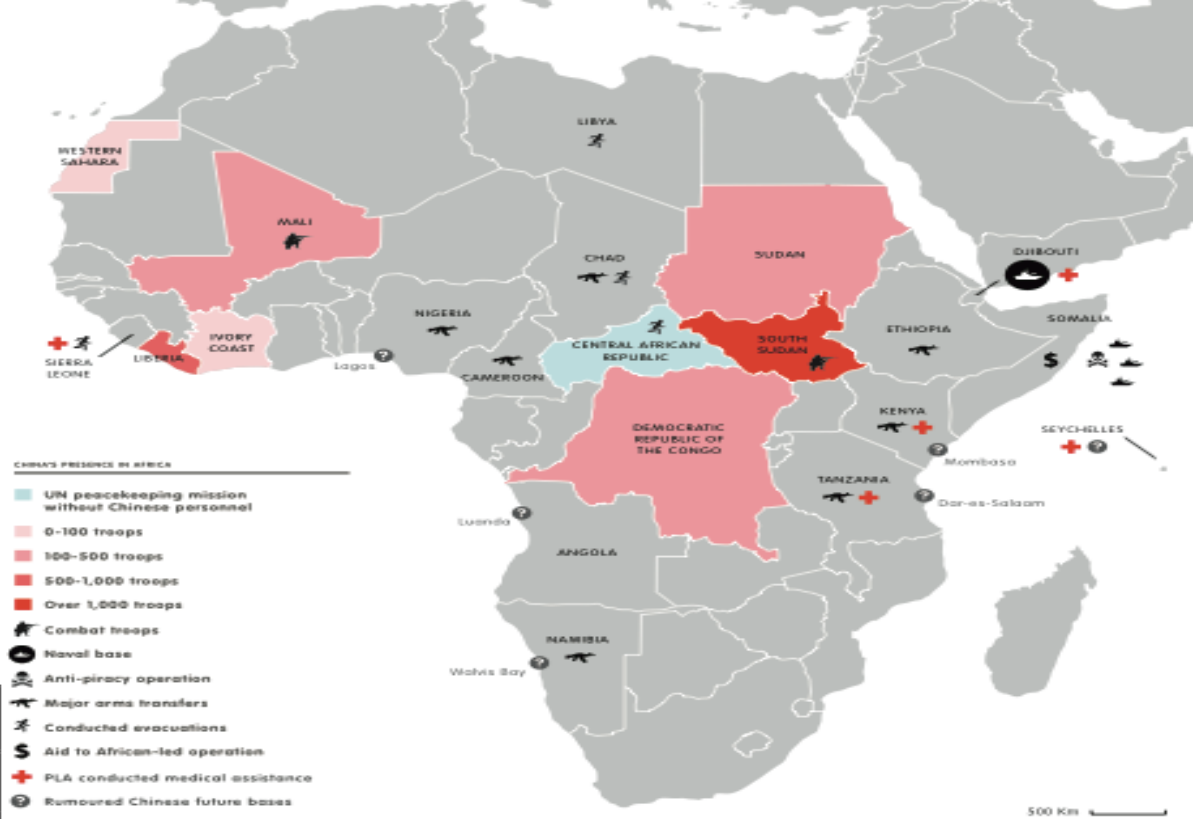 LIBYA
WESTERN
SAHARA
MALI
SUDAN
DJIBOUTI
CHAD
NIGERIA
SOMALIA
ETHIOPIA
IVORY
COAST
SOUTH
SUDAN
CENTRAL AFRICAN
REPUBLIC
LIBERIA
SIERRA
LEONE
Lagos
CAMEROON
$
KENYA
DEMOCRATIC
REPUBLIC OF
THE CONGO
SEYCHELLES
Mombasa
TANZANIA
Dar-es-Salaam
Luanda
ANGOLA
NAMIBIA
Walvis Bay
CHINA'S PRESENCE IN AFRICA
UN peacekeeping mission
without Chinese personnel
0-100 troops
100-500 troops
500-1,000 troops
Over 1,000 troops
Combat troops
Naval base
Anti-piracy operation
Major arms transfers
Conducted evacuations
$ Aid to African-led operation
PLA conducted medical assistance
? Rumoured Chinese future bases
500 Km